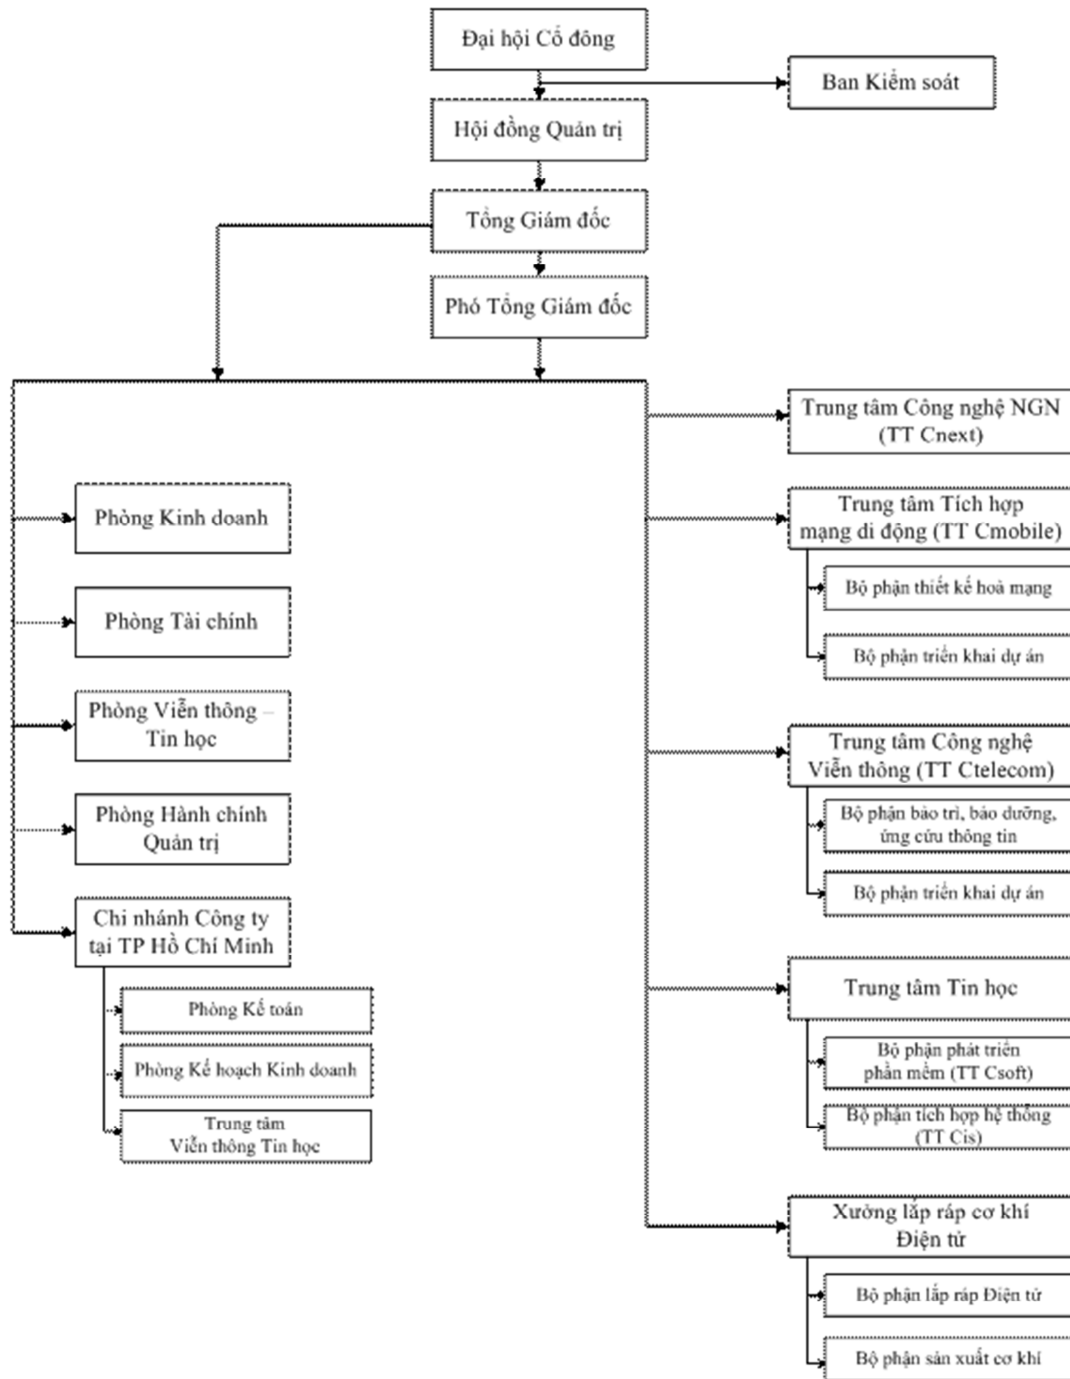 Đại hội Cổ đông
Ban Kiểm soát
Hội đồng Quản trị
Tổng Giám đốc
Phó Tổng Giám đốc
Phòng Kinh doanh
Phòng Tài chính
Phòng Viễn thông –
Tin học
Phòng Hành chính
Quản trị
Chi nhánh Công ty
tại TP Hồ Chí Minh
Phòng Kế toán
Phòng Kế hoạch Kinh doanh
Trung tâm
Viễn thông Tin học
Trung tâm Công nghệ NGN
(TT Cnext)
Trung tâm Tích hợp
mạng di động (TT Cmobile)
Bộ phận thiết kế hoà mạng
Bộ phận triển khai dự án
Trung tâm Công nghệ
Viễn thông (TT Ctelecom)
Bộ phận bảo trì, bảo dưỡng,
ứng cứu thông tin
Bộ phận triển khai dự án
Trung tâm Tin học
Bộ phận phát triển
phần mềm (TT Csoft)
Bộ phận tích hợp hệ thống
(TT Cis)
Xưởng lắp ráp cơ khí
Điện tử
Bộ phận lắp ráp Điện tử
Bộ phận sản xuất cơ khí